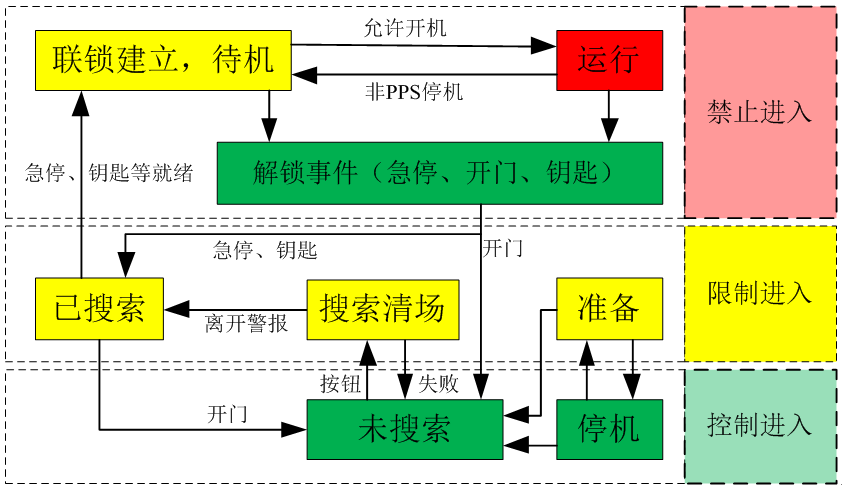 允许开机
联锁建立，待机
运行
非PPS停机
禁止进入
急停、钥匙等就绪
解锁事件（急停、开门、钥匙）
急停、钥匙
开门
已搜索
搜索清场
准备
限制进入
离开警报
按钮
失败
开门
未搜索
停机
控制进入